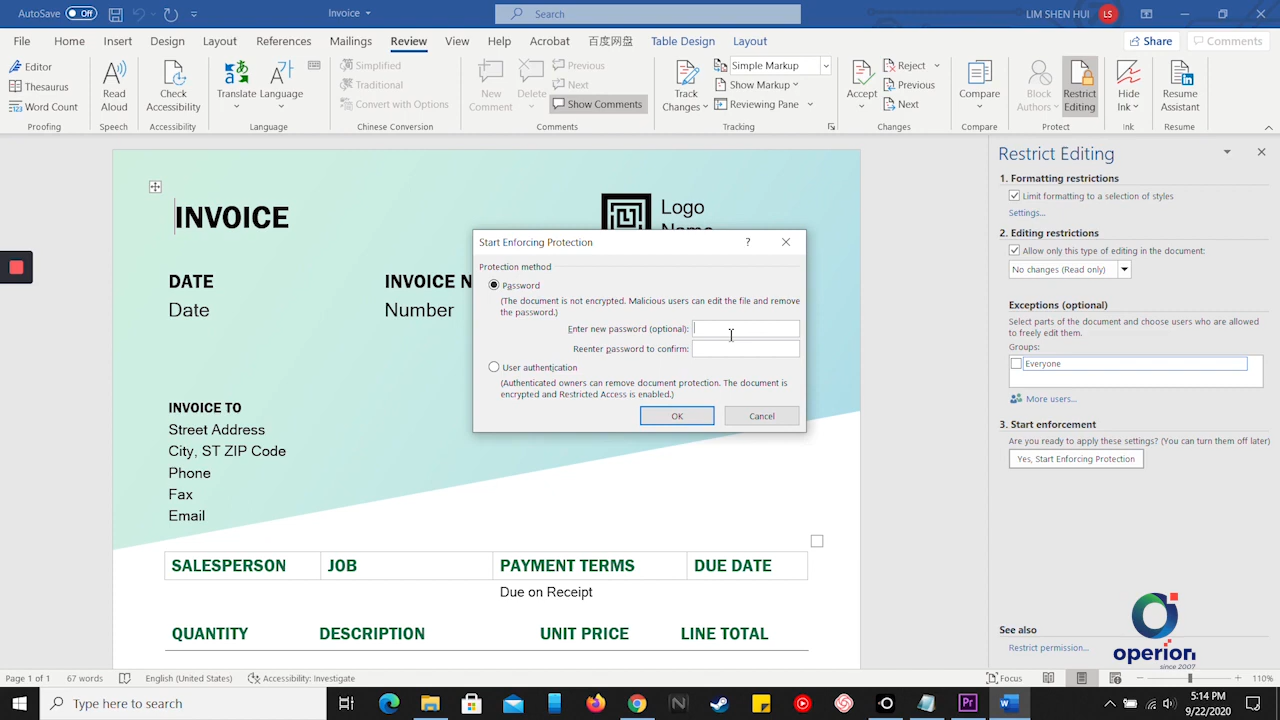 AutoSave Off
Invoice
Search
LIM SHEN HUI LS
File Home Insert Design Layout References Mailings Review View Help Acrobat 百度网盘 Table Design Layout
Share Comments
Editor
Thesaurus
Word Count
Proofing
Read Aloud
Speech
Check Accessibility
Accessibility
Translate Language
Language
Simplified
Traditional
Convert with Options
Chinese Conversion
New Comment
Delete
Previous
Next
Show Comments
Comments
Track Changes
Simple Markup
Show Markup
Reviewing Pane
Tracking
Accept
Reject
Previous
Next
Changes
Compare
Compare
Block Authors
Restrict Editing
Protect
Hide Ink
Ink
Resume Assistant
Resume
INVOICE
Logo
DATE
Date
INVOICE N
Number
INVOICE TO
Street Address
City, ST ZIP Code
Phone
Fax
Email
SALESPERSON JOB PAYMENT TERMS DUE DATE
Due on Receipt
QUANTITY DESCRIPTION UNIT PRICE LINE TOTAL
Start Enforcing Protection ?
Protection method
Password
(The document is not encrypted. Malicious users can edit the file and remove
the password.)
Enter new password (optional):
Reenter password to confirm:
User authentication
(Authenticated owners can remove document protection. The document is
encrypted and Restricted Access is enabled.)
OK Cancel
Restrict Editing
1. Formatting restrictions
Limit formatting to a selection of styles
Settings...
2. Editing restrictions
Allow only this type of editing in the document:
No changes (Read only)
Exceptions (optional)
Select parts of the document and choose users who are allowed
to freely edit them.
Groups:
Everyone
More users...
3. Start enforcement
Are you ready to apply these settings? (You can turn them off later)
Yes, Start Enforcing Protection
See also
Restrict permission...
operion
since 2007
Page 1 of 1 67 words English (United States) Accessibility: Investigate
Focus 110%
Type here to search
5:14 PM
9/22/2020